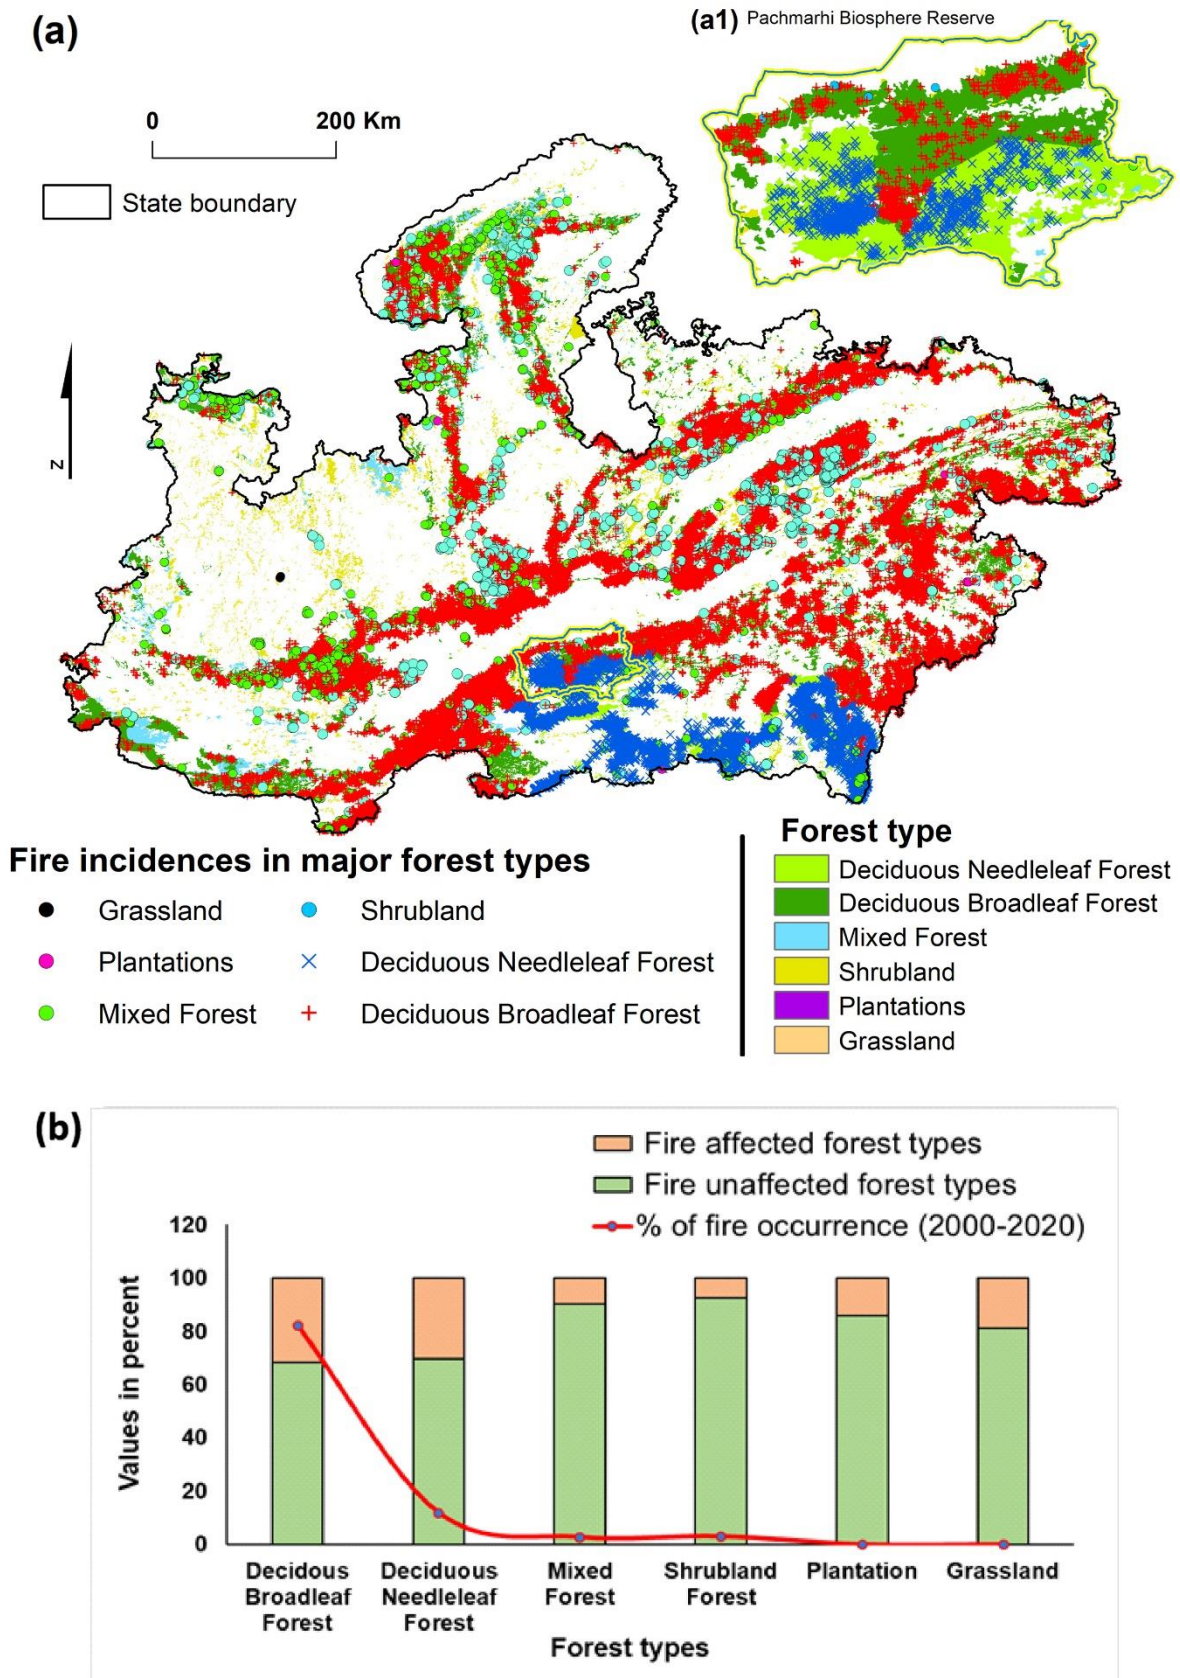 (a)
(a1) Pachmarhi Biosphere Reserve
0 200 Km
State boundary
z
Fire incidences in major forest types
Grassland
Shrubland
Plantations
Deciduous Needleleaf Forest
Mixed Forest
Deciduous Broadleaf Forest
Forest type
Deciduous Needleleaf Forest
Deciduous Broadleaf Forest
Mixed Forest
Shrubland
Plantations
Grassland
(b)
Fire affected forest types
Fire unaffected forest types
% of fire occurrence (2000-2020)
Values in percent
120
100
80
60
40
20
0
Decidous
Broadleaf
Forest
Deciduous
Needleleaf
Forest
Mixed
Forest
Shrubland
Forest
Plantation
Grassland
Forest types